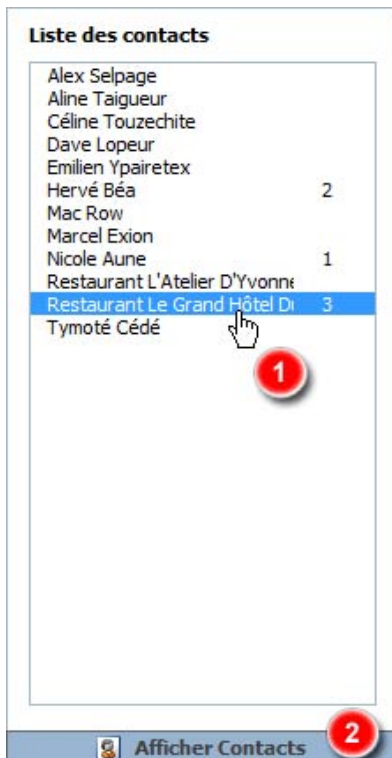 Liste des contacts
Alex Selpage
Aline Taigueur
Céline Touzechite
Dave Lopeur
Emilien Ypairetex
Hervé Béa 2
Mac Row
Marcel Exion
Nicole Aune 1
Restaurant L'Atelier D'Yvonne
Restaurant Le Grand Hôtel Du 3
Tymoté Cédé
1
2
Afficher Contacts